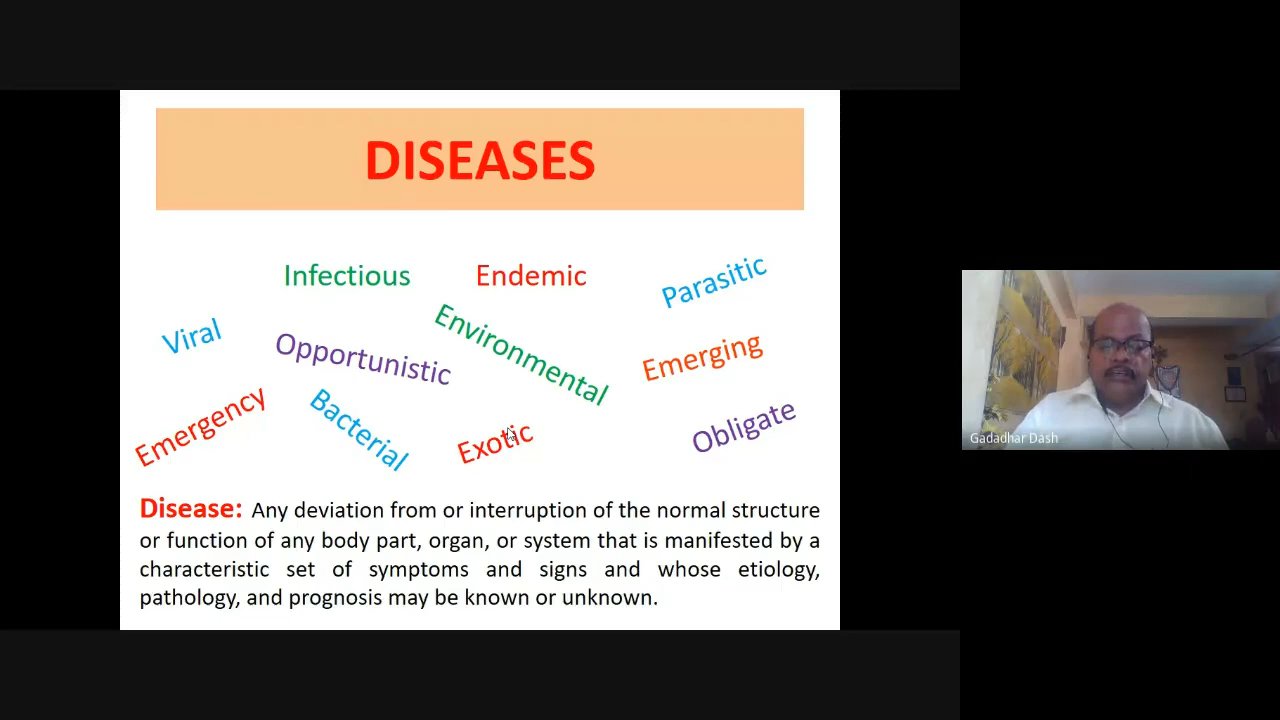 DISEASES
Infectious
Endemic
Parasitic
Viral
Opportunistic
Environmental
Emerging
Emergency
Bacterial
Exotic
Obligate
Disease: Any deviation from or interruption of the normal structure
or function of any body part, organ, or system that is manifested by a
characteristic set of symptoms and signs and whose etiology,
pathology, and prognosis may be known or unknown.
Gadadhar Dash